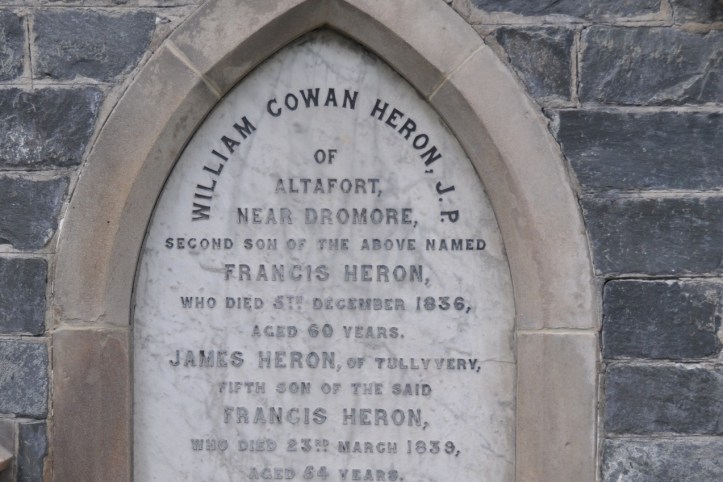 WILLIAM COWAN HERON, J.P.
OF
ALTAFORT,
NEAR DROMORE,
SECOND SON OF THE ABOVE NAMED
FRANCIS HERON,
WHO DIED 5TH DECEMBER 1836,
AGED 60 YEARS.
JAMES HERON, OF TULLYVERY,
FIFTH SON OF THE SAID
FRANCIS HERON,
WHO DIED 23RD MARCH 1839,
AGED 54 YEARS.